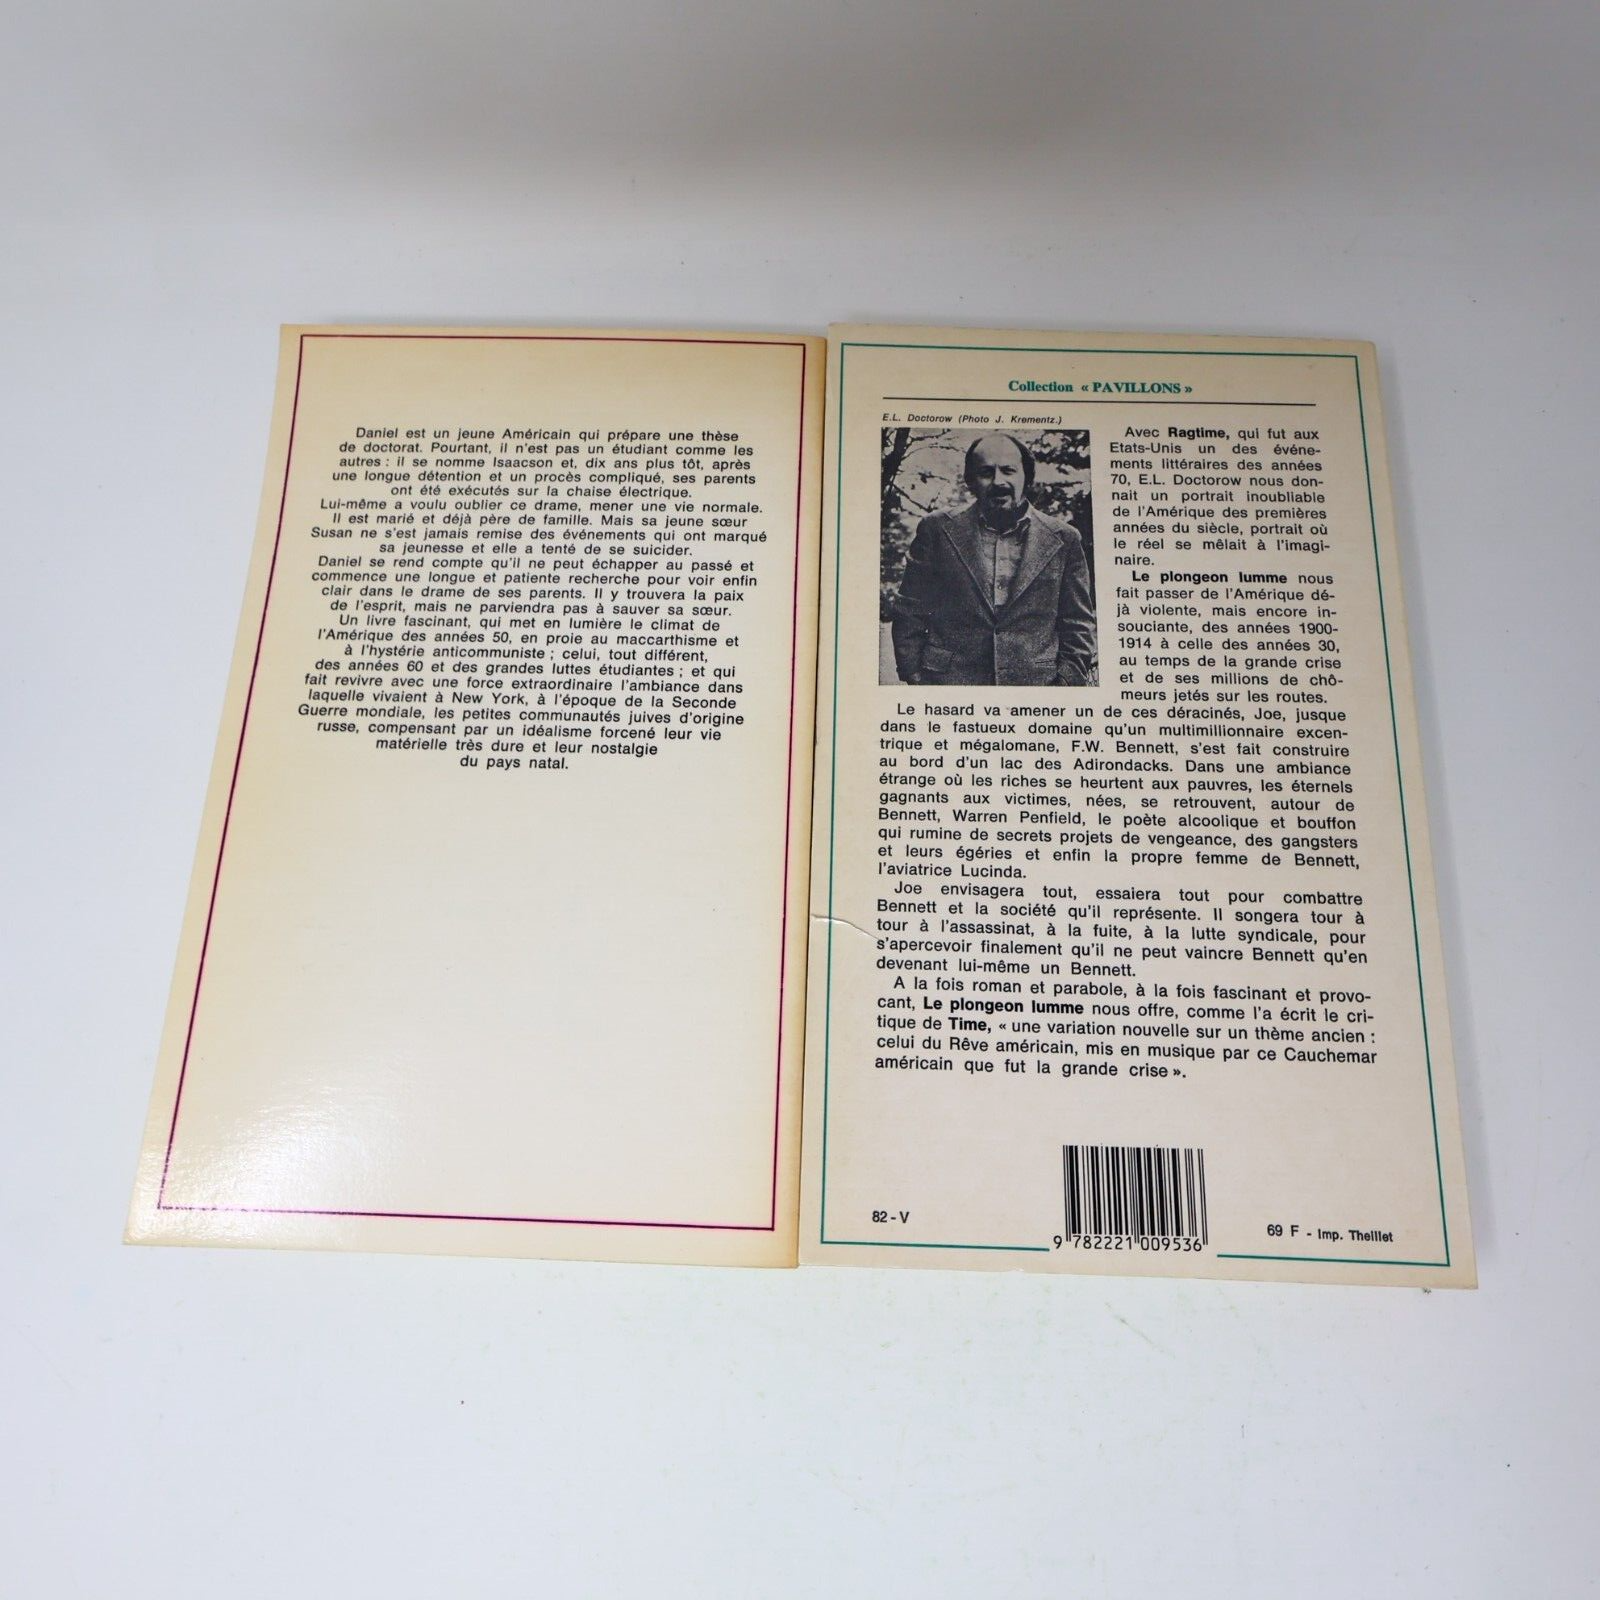 Daniel est un jeune Américain qui prépare une thèse
de doctorat. Pourtant, il n'est pas un étudiant comme les
autres : il se nomme Isaacson et, dix ans plus tôt, après
une longue détention et un procès compliqué, ses parents
ont été exécutés sur la chaise électrique.
Lui-même a voulu oublier ce drame, mener une vie normale.
Il est marié et déjà père de famille. Mais sa jeune sœur
Susan ne s'est jamais remise des événements qui ont marqué
sa jeunesse et elle a tenté de se suicider.
Daniel se rend compte qu'il ne peut échapper au passé et
commence une longue et patiente recherche pour voir enfin
clair dans le drame de ses parents. Il y trouvera la paix
de l'esprit, mais ne parviendra pas à sauver sa sœur.
Un livre fascinant, qui met en lumière le climat de
l'Amérique des années 50, en proie au maccarthisme et
à l'hystérie anticommuniste ; celui, tout différent,
des années 60 et des grandes luttes étudiantes ; et qui
fait revivre avec une force extraordinaire l'ambiance dans
laquelle vivaient à New York, à l'époque de la Seconde
Guerre mondiale, les petites communautés juives d'origine
russe, compensant par un idéalisme forcené leur vie
matérielle très dure et leur nostalgie
du pays natal.
Collection « PAVILLONS »
E.L. Doctorow (Photo J. Krementz.)
Avec Ragtime, qui fut aux
Etats-Unis un des événe-
ments littéraires des années
70, E.L. Doctorow nous don-
nait un portrait inoubliable
de l'Amérique des premières
années du siècle, portrait où
le réel se mêlait à l'imagi-
naire.
Le plongeon lumme nous
fait passer de l'Amérique dé-
jà violente, mais encore in-
souciante, des années 1900-
1914 à celle des années 30,
au temps de la grande crise
et de ses millions de chô-
meurs jetés sur les routes.
Le hasard va amener un de ces déracinés, Joe, jusque
dans le fastueux domaine qu'un multimillionnaire excen-
trique et mégalomane, F.W. Bennett, s'est fait construire
au bord d'un lac des Adirondacks. Dans une ambiance
étrange où les riches se heurtent aux pauvres, les éternels
gagnants aux victimes, nées, se retrouvent, autour de
Bennett, Warren Penfield, le poète alcoolique et bouffon
qui rumine de secrets projets de vengeance, des gangsters
et leurs égéries et enfin la propre femme de Bennett,
l'aviatrice Lucinda.
Joe envisagera tout, essaiera tout pour combattre
Bennett et la société qu'il représente. Il songera tour à
tour à l'assassinat, à la fuite, à la lutte syndicale, pour
s'apercevoir finalement qu'il ne peut vaincre Bennett qu'en
devenant lui-même un Bennett.
A la fois roman et parabole, à la fois fascinant et provo-
cant, Le plongeon lumme nous offre, comme l'a écrit le cri-
tique de Time, « une variation nouvelle sur un thème ancien :
celui du Rêve américain, mis en musique par ce Cauchemar
américain que fut la grande crise ».
82 - V
9 782221 009536
69 F - Imp. Theillet